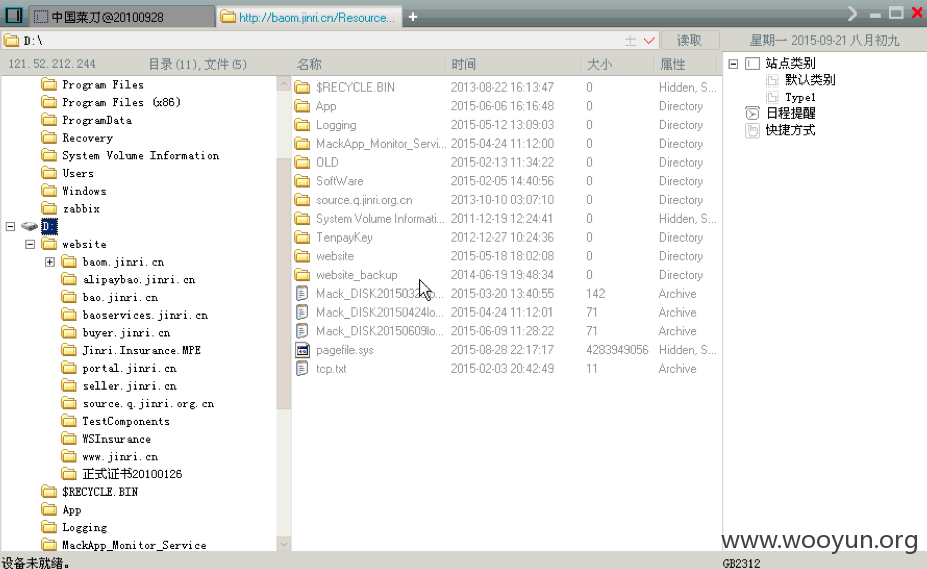 中国菜刀@20100928
http://baom.jinri.cn/Resource...
D:\
读取
星期一 2015-09-21 八月初九
121.52.212.244 目录(11),文件(5)
Program Files
Program Files (x86)
ProgramData
Recovery
System Volume Information
Users
Windows
zabbix
D:
website
baom.jinri.cn
alipaybao.jinri.cn
bao.jinri.cn
baoservices.jinri.cn
buyer.jinri.cn
Jinri.Insurance.MPE
portal.jinri.cn
seller.jinri.cn
source.q.jinri.org.cn
TestComponents
WSInsurance
www.jinri.cn
正式证书20100126
$RECYCLE.BIN
App
Logging
MackApp_Monitor_Service
名称 时间 大小 属性
$RECYCLE.BIN 2013-08-22 16:13:47 0 Hidden, S...
App 2015-06-06 16:16:48 0 Directory
Logging 2015-05-12 13:09:03 0 Directory
MackApp_Monitor_Servi... 2015-04-24 11:12:00 0 Directory
OLD 2015-02-13 11:34:22 0 Directory
SoftWare 2015-02-05 14:40:56 0 Directory
source.q.jinri.org.cn 2013-10-10 03:07:10 0 Directory
System Volume Informati... 2011-12-19 12:24:41 0 Hidden, S...
TenpayKey 2012-12-27 10:24:36 0 Directory
website 2015-05-18 18:02:08 0 Directory
website_backup 2014-06-19 19:48:34 0 Directory
Mack_DISK2015032 2015-03-20 13:40:55 142 Archive
Mack_DISK20150424lo... 2015-04-24 11:12:01 71 Archive
Mack_DISK20150609lo... 2015-06-09 11:28:22 71 Archive
pagefile.sys 2015-08-28 22:17:17 4283949056 Hidden, S...
tcp.txt 2015-02-03 20:42:49 11 Archive
站点类别
默认类别
Type1
日程提醒
快捷方式
www.wooyun.org
设备未就绪。
GB2312